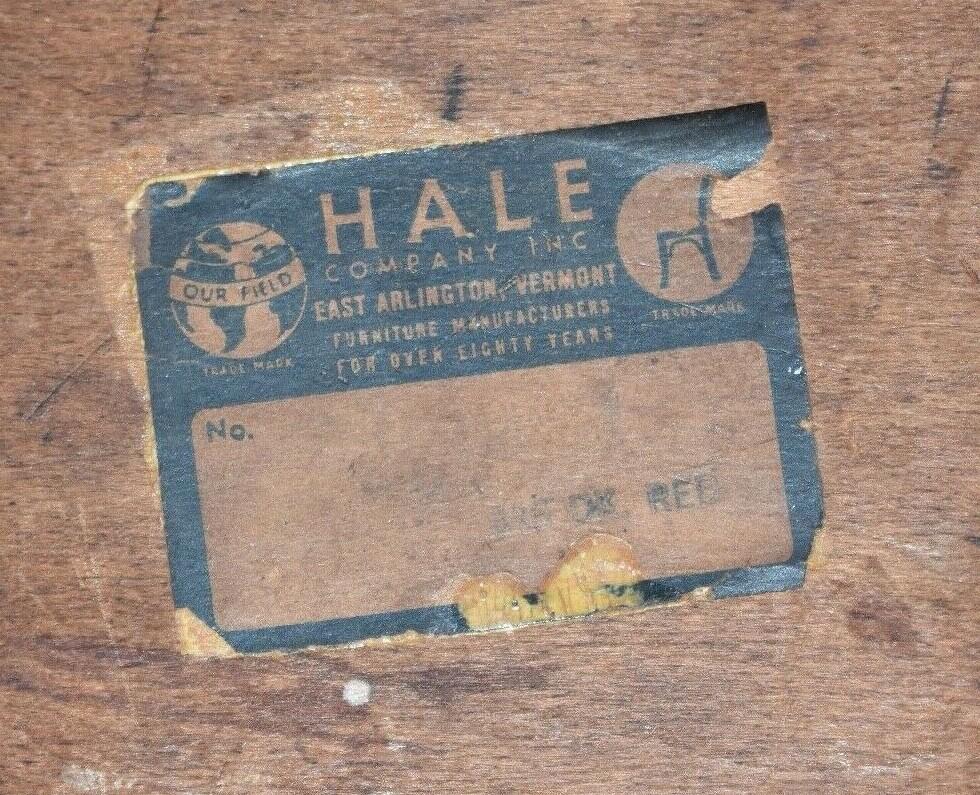 HALE
COMPANY INC
EAST ARLINGTON, VERMONT
FURNITURE MANUFACTURERS
FOR OVER EIGHTY YEARS
OUR FIELD
TRADE MARK
TRADE MARK
No.
DK. RED